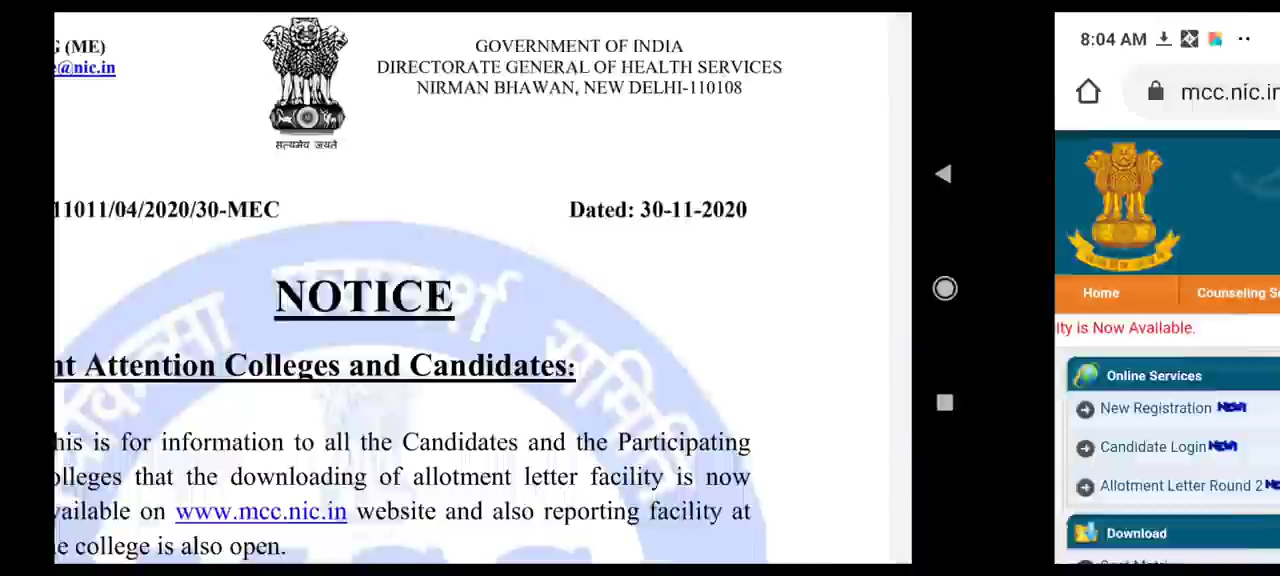 G (ME)
e@nic.in
सत्यमेव जयते
GOVERNMENT OF INDIA
DIRECTORATE GENERAL OF HEALTH SERVICES
NIRMAN BHAWAN, NEW DELHI-110108
11011/04/2020/30-MEC
Dated: 30-11-2020
NOTICE
nt Attention Colleges and Candidates:
his is for information to all the Candidates and the Participating
olleges that the downloading of allotment letter facility is now
vailable on www.mcc.nic.in website and also reporting facility at
e college is also open.
8:04 AM
mcc.nic.in
Home
Counseling Se
ity is Now Available.
Online Services
New Registration NEW!
Candidate Login NEW!
Allotment Letter Round 2 NE
Download